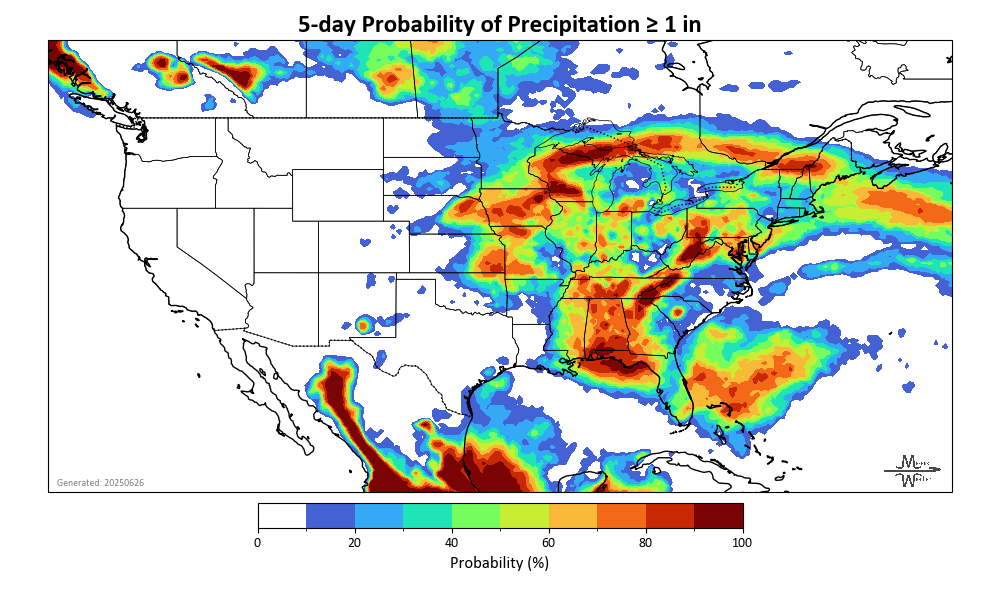 5-day Probability of Precipitation ≥ 1 in
Generated: 20250626
0 20 40 60 80 100
Probability (%)